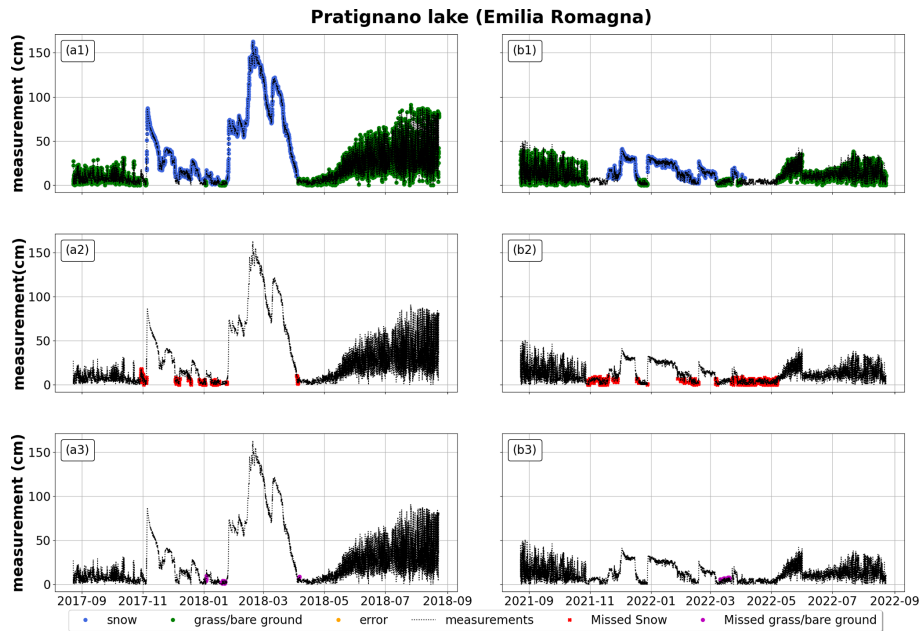 Pratignano lake (Emilia Romagna)
measurement (cm)
(a1)
150
100
50
0
(b1)
measurement(cm)
(a2)
150
100
50
0
(b2)
measurement (cm)
(a3)
150
100
50
0
(b3)
2017-09 2017-11 2018-01 2018-03 2018-05 2018-07 2018-09 2021-09 2021-11 2022-01 2022-03 2022-05 2022-07 2022-09
snow grass/bare ground error measurements Missed Snow Missed grass/bare ground